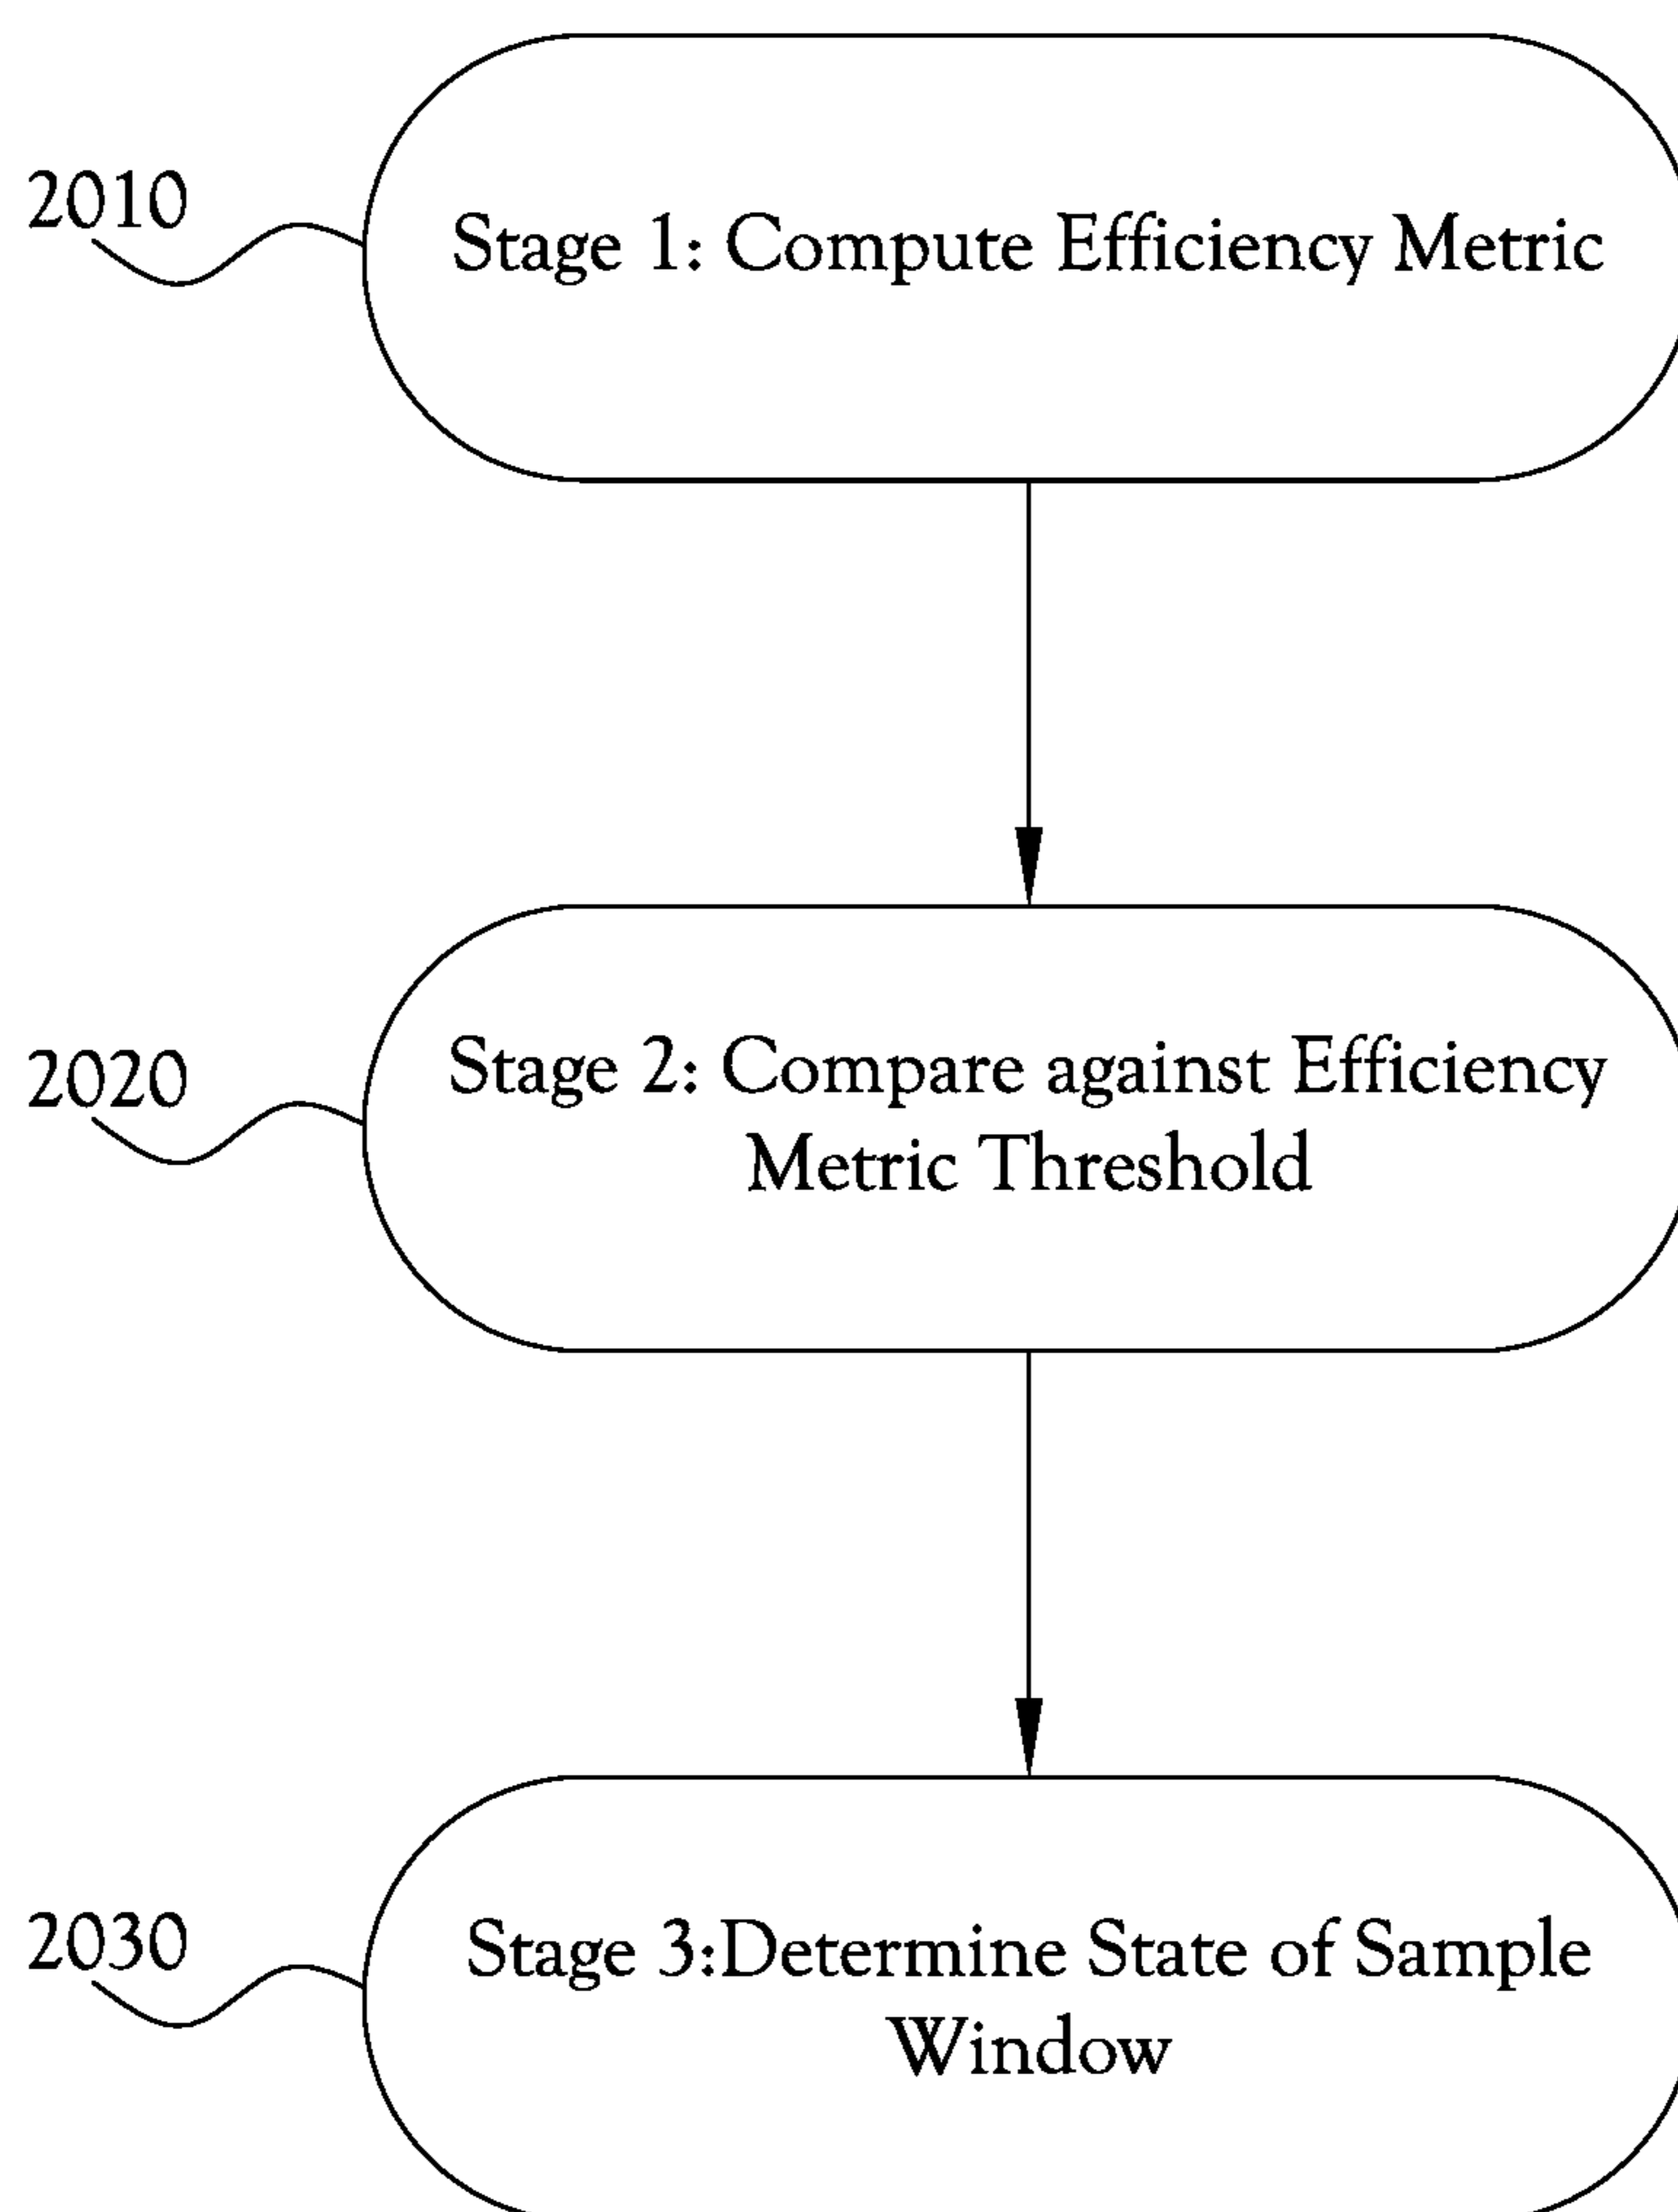 2010
Stage 1: Compute Efficiency Metric
2020
Stage 2: Compare against Efficiency
Metric Threshold
2030
Stage 3:Determine State of Sample
Window